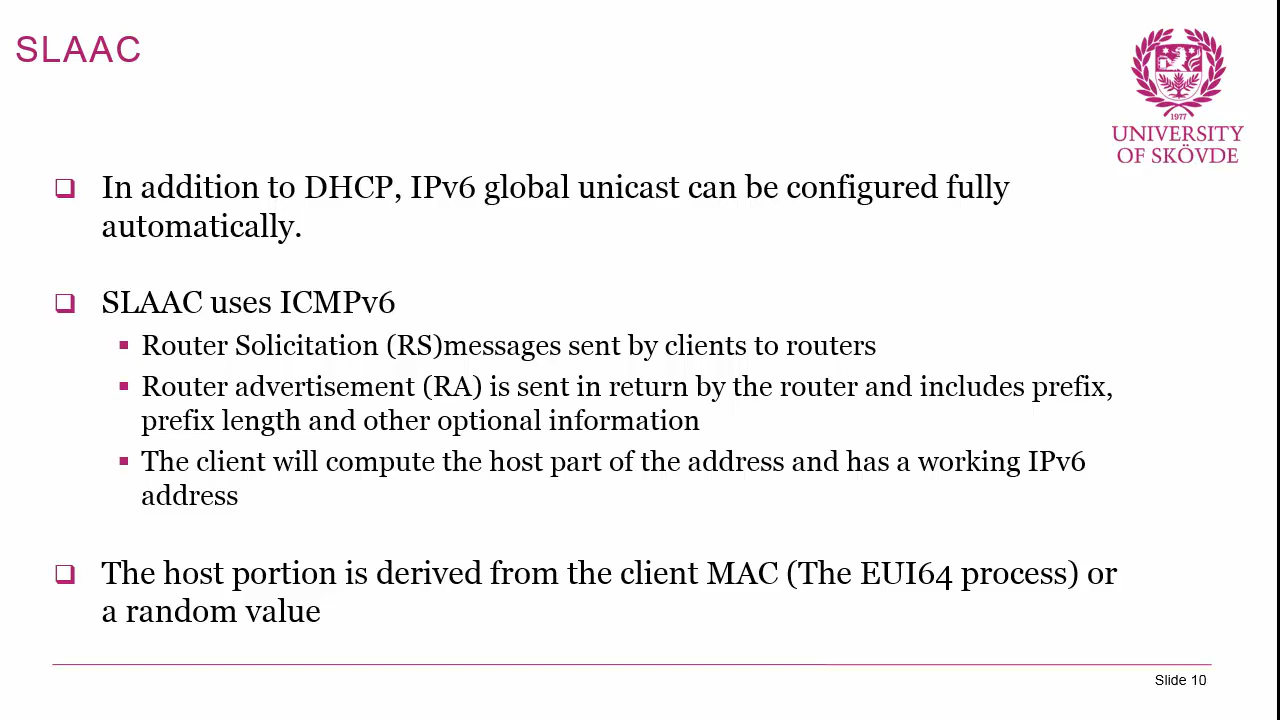 SLAAC
1977
UNIVERSITY
OF SKÖVDE
In addition to DHCP, IPv6 global unicast can be configured fully
automatically.
SLAAC uses ICMPv6
Router Solicitation (RS)messages sent by clients to routers
Router advertisement (RA) is sent in return by the router and includes prefix,
prefix length and other optional information
The client will compute the host part of the address and has a working IPv6
address
The host portion is derived from the client MAC (The EUI64 process) or
a random value
Slide 10